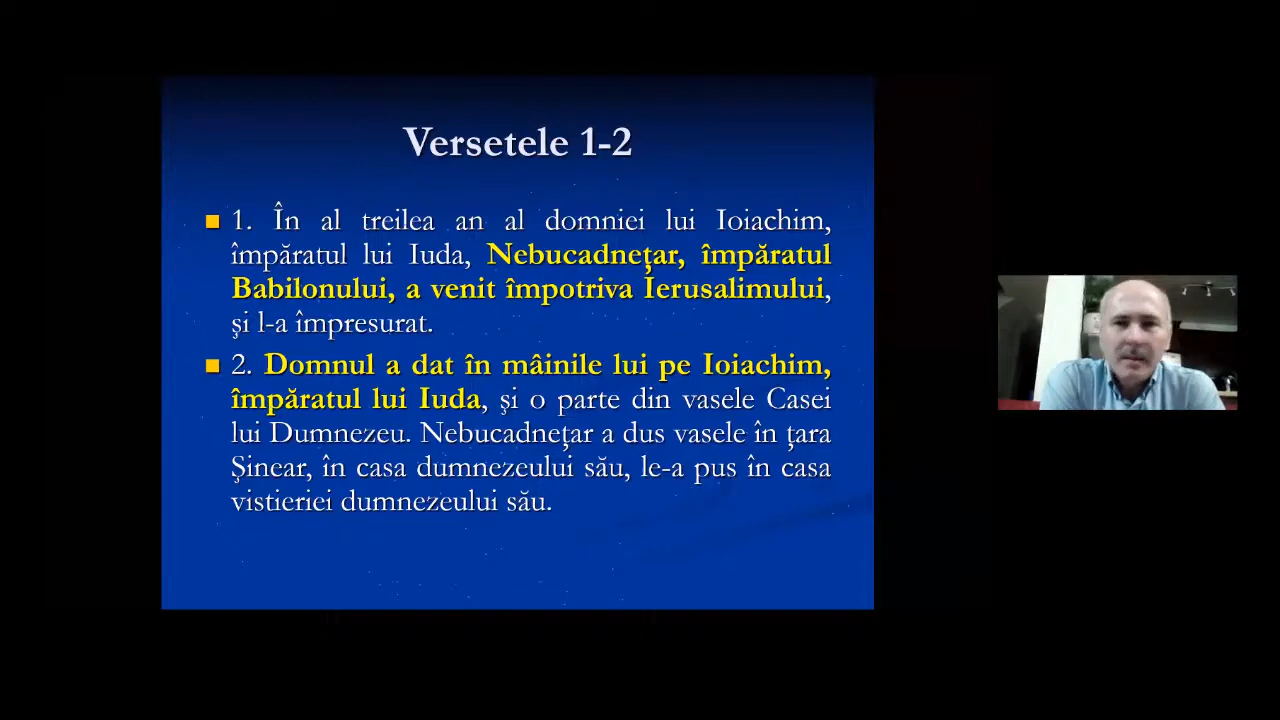 Versetele 1-2
1. În al treilea an al domniei lui Ioiachim,
împăratul lui Iuda, Nebucadneţar, împăratul
Babilonului, a venit împotriva Ierusalimului,
şi l-a împresurat.
2. Domnul a dat în mâinile lui pe Ioiachim,
împăratul lui Iuda, şi o parte din vasele Casei
lui Dumnezeu. Nebucadneţar a dus vasele în ţara
Şinear, în casa dumnezeului său, le-a pus în casa
vistieriei dumnezeului său.